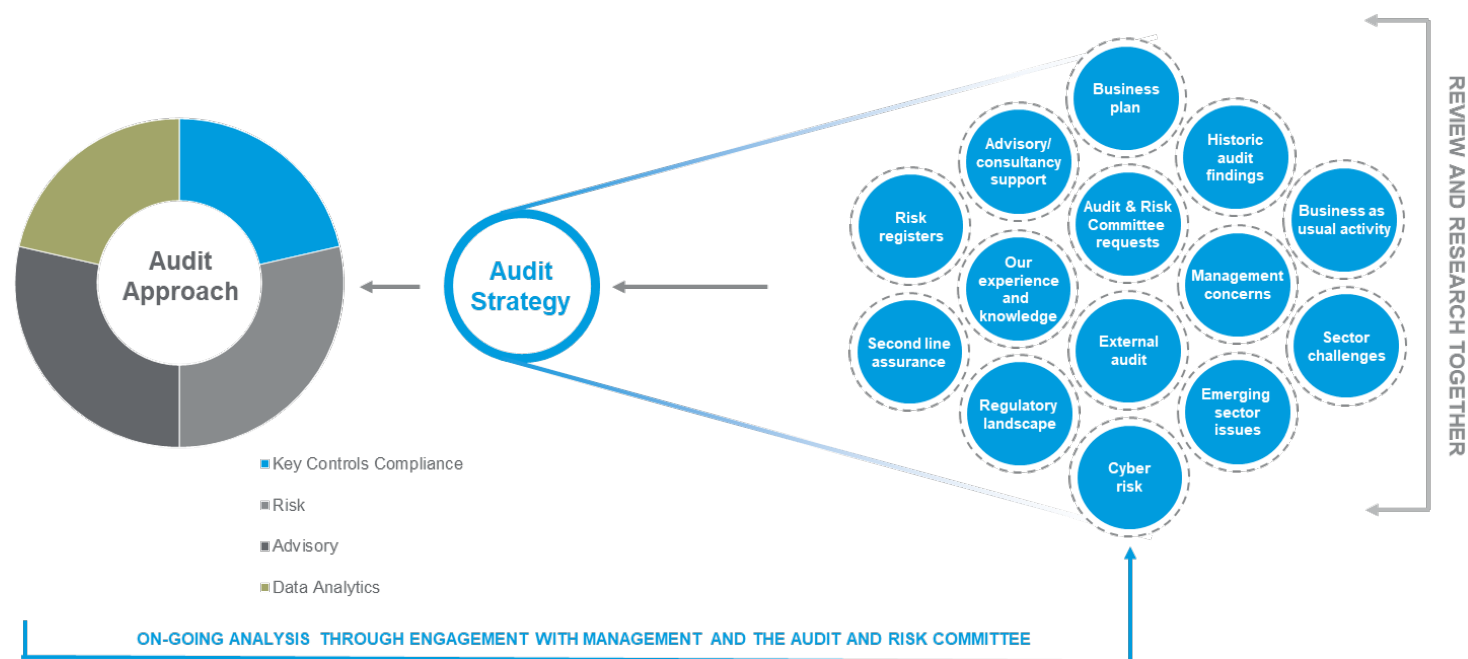 Audit
Approach
Key Controls Compliance
Risk
Advisory
Data Analytics
Audit
Strategy
Business
plan
Advisory/
consultancy
support
Historic
audit
findings
Risk
registers
Audit & Risk
Committee
requests
Business as
usual activity
Our
experience
and
knowledge
Management
concerns
Second line
assurance
External
audit
Sector
challenges
Regulatory
landscape
Emerging
sector
issues
Cyber
risk
REVIEW AND RESEARCH TOGETHER
ON-GOING ANALYSIS THROUGH ENGAGEMENT WITH MANAGEMENT AND THE AUDIT AND RISK COMMITTEE